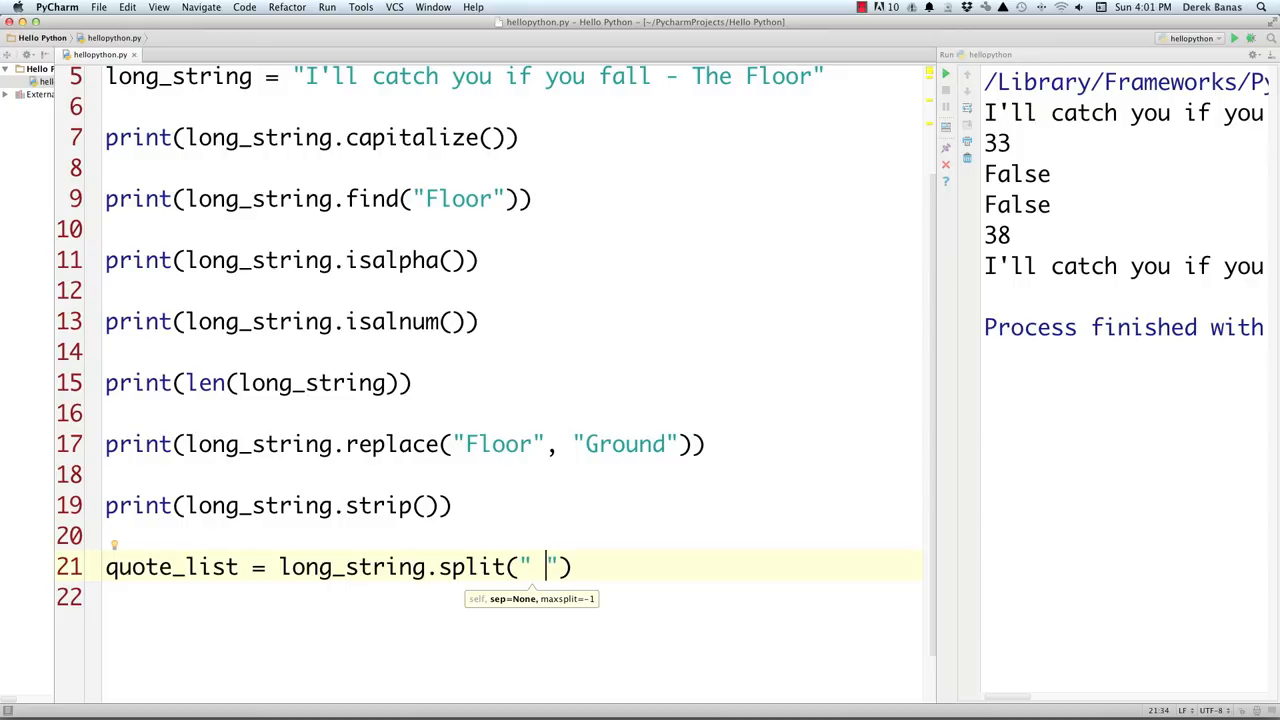 PyCharm File Edit View Navigate Code Refactor Run Tools VCS Window Help 10 Sun 4:01 PM Derek Banas
hellopython.py – Hello Python [~/PycharmProjects/Hello Python]
Hello Python hellopython.py hellopython
hellopython.py × Run hellopython
Hello
hello
Extern
5 long_string = "I'll catch you if you fall - The Floor"
6
7 print(long_string.capitalize())
8
9 print(long_string.find("Floor"))
10
11 print(long_string.isalpha())
12
13 print(long_string.isalnum())
14
15 print(len(long_string))
16
17 print(long_string.replace("Floor", "Ground"))
18
19 print(long_string.strip())
20
21 quote_list = long_string.split(" ")
22
self, sep=None, maxsplit=-1
/Library/Frameworks/Py
I'll catch you if you
33
False
False
38
I'll catch you if you
Process finished with
21:34 LF UTF-8